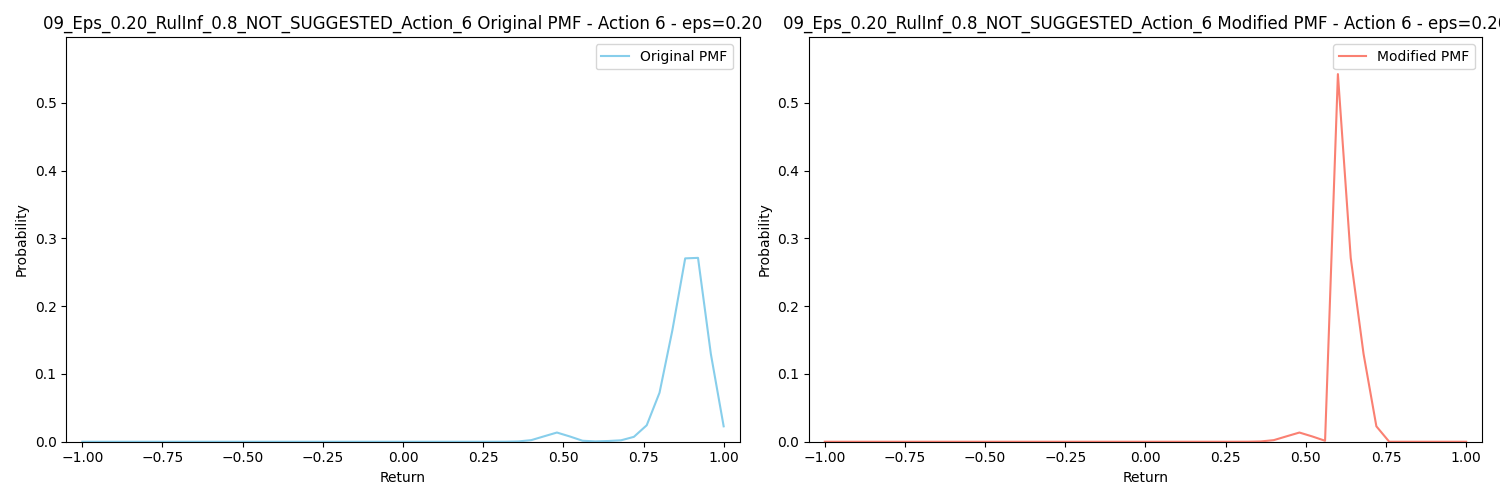 09_Eps_0.20_RulInf_0.8_NOT_SUGGESTED_Action_6 Original PMF - Action 6 - eps=0.20
Original PMF
0.5
0.4
0.3
0.2
0.1
0.0
Probability
−1.00 −0.75 −0.50 −0.25 0.00 0.25 0.50 0.75 1.00
Return
09_Eps_0.20_RulInf_0.8_NOT_SUGGESTED_Action_6 Modified PMF - Action 6 - eps=0.20
Modified PMF
0.5
0.4
0.3
0.2
0.1
0.0
Probability
−1.00 −0.75 −0.50 −0.25 0.00 0.25 0.50 0.75 1.00
Return